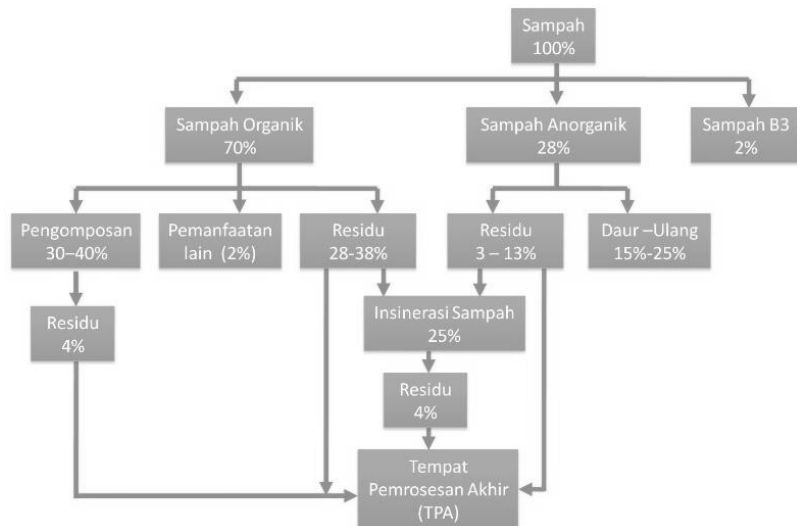 Sampah
100%
Sampah Organik
70%
Sampah Anorganik
28%
Sampah B3
2%
Pengomposan
30–40%
Pemanfaatan
lain (2%)
Residu
28-38%
Residu
3 – 13%
Daur –Ulang
15%-25%
Residu
4%
Insinerasi Sampah
25%
Residu
4%
Tempat
Pemrosesan Akhir
(TPA)